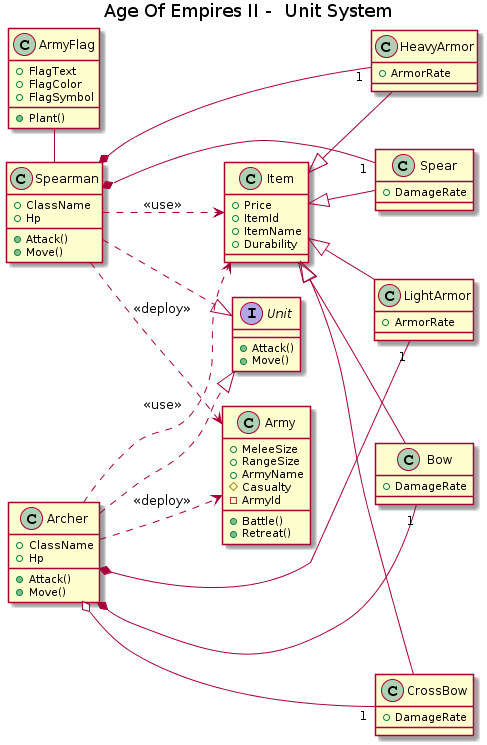 Age Of Empires II -  Unit System
C ArmyFlag
FlagText
FlagColor
FlagSymbol
Plant()
C HeavyArmor
ArmorRate
1
C Spearman
ClassName
Hp
Attack()
Move()
C Item
Price
ItemId
ItemName
Durability
C Spear
DamageRate
1
«use»
C LightArmor
ArmorRate
1
«deploy»
I Unit
Attack()
Move()
«use»
C Army
MeleeSize
RangeSize
ArmyName
Casualty
ArmyId
Battle()
Retreat()
C Bow
DamageRate
1
«deploy»
C Archer
ClassName
Hp
Attack()
Move()
C CrossBow
DamageRate
1